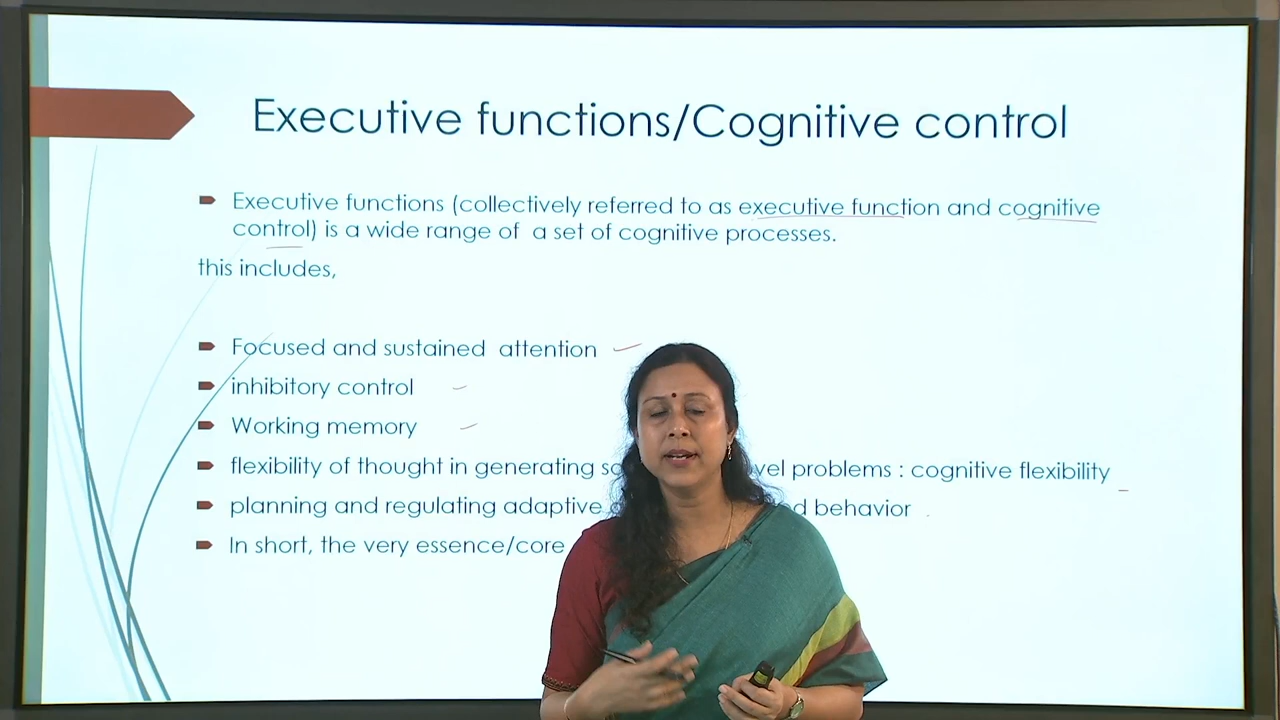 Executive functions/Cognitive control
Executive functions (collectively referred to as executive function and cognitive
control) is a wide range of a set of cognitive processes.
this includes,
Focused and sustained attention
inhibitory control
Working memory
flexibility of thought in generating problems : cognitive flexibility
planning and regulating adaptive behavior
In short, the very essence/core